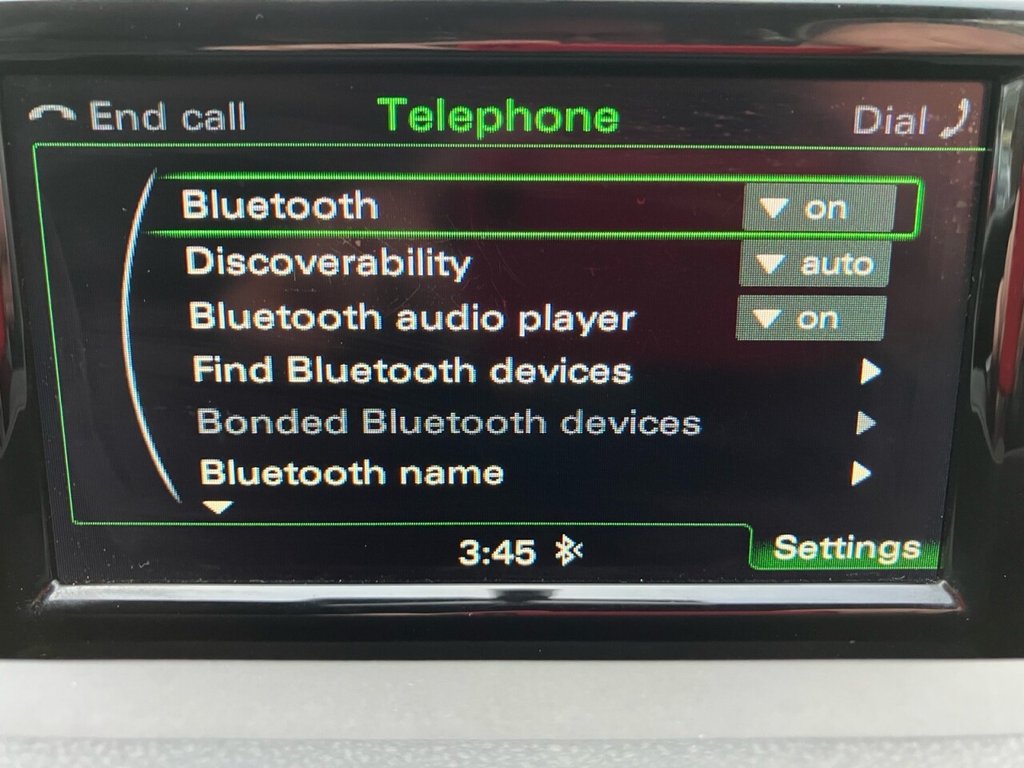 End call Telephone Dial
Bluetooth on
Discoverability auto
Bluetooth audio player on
Find Bluetooth devices
Bonded Bluetooth devices
Bluetooth name
3:45 Settings